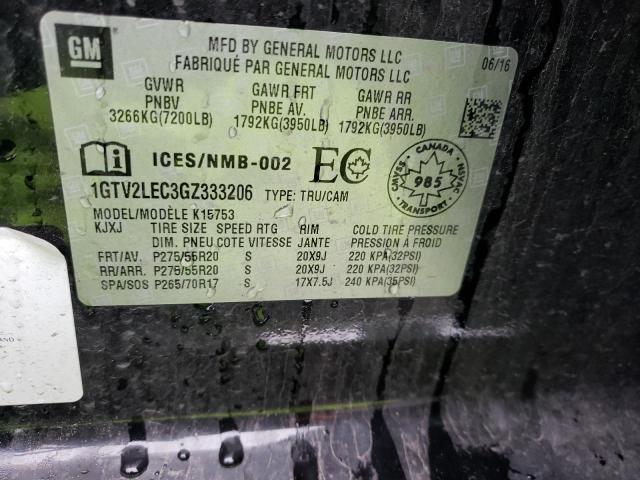 GM
MFD BY GENERAL MOTORS LLC
FABRIQUÉ PAR GENERAL MOTORS LLC
06/16
GVWR GAWR FRT GAWR RR
PNBV PNBE AV. PNBE ARR.
3266KG(7200LB) 1792KG(3950LB) 1792KG(3950LB)
ICES/NMB-002 EC
CANADA
CMVSS 985 NSVAC
TRANSPORT
1GTV2LEC3GZ333206 TYPE: TRU/CAM
MODEL/MODÈLE K15753
KJXJ TIRE SIZE SPEED RTG RIM COLD TIRE PRESSURE
DIM. PNEU COTE VITESSE JANTE PRESSION À FROID
FRT/AV. P275/55R20 S 20X9J 220 KPA(32PSI)
RR/ARR. P275/55R20 S 20X9J 220 KPA(32PSI)
SPA/SOS P265/70R17 S 17X7.5J 240 KPA(35PSI)